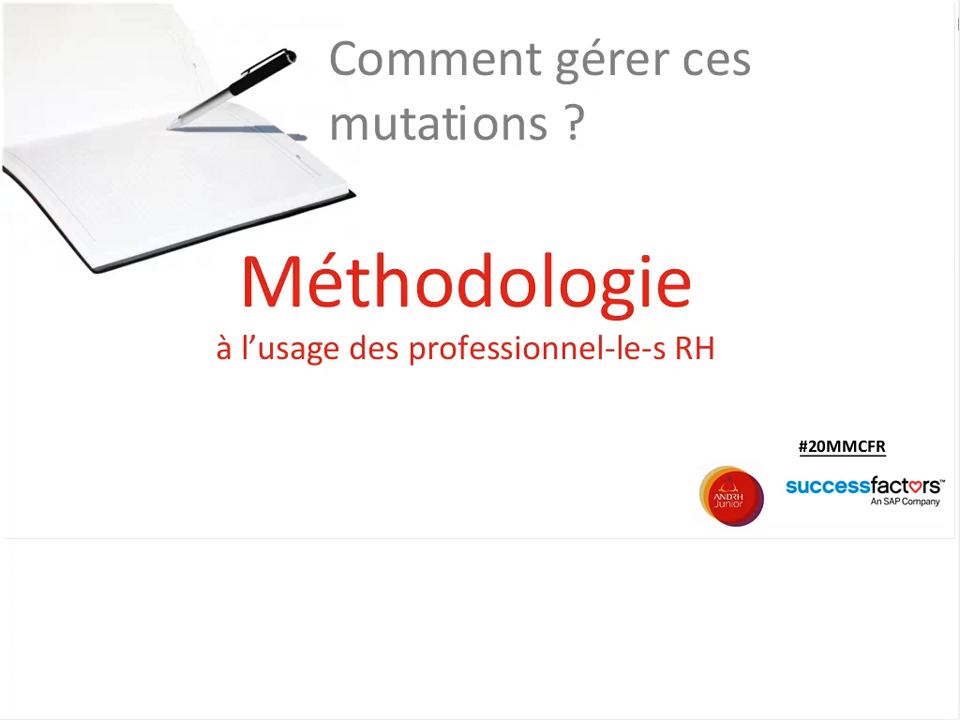 Comment gérer ces
mutations ?
Méthodologie
à l’usage des professionnel-le-s RH
#20MMCFR
ANDRH
Junior
successfactors™
An SAP Company